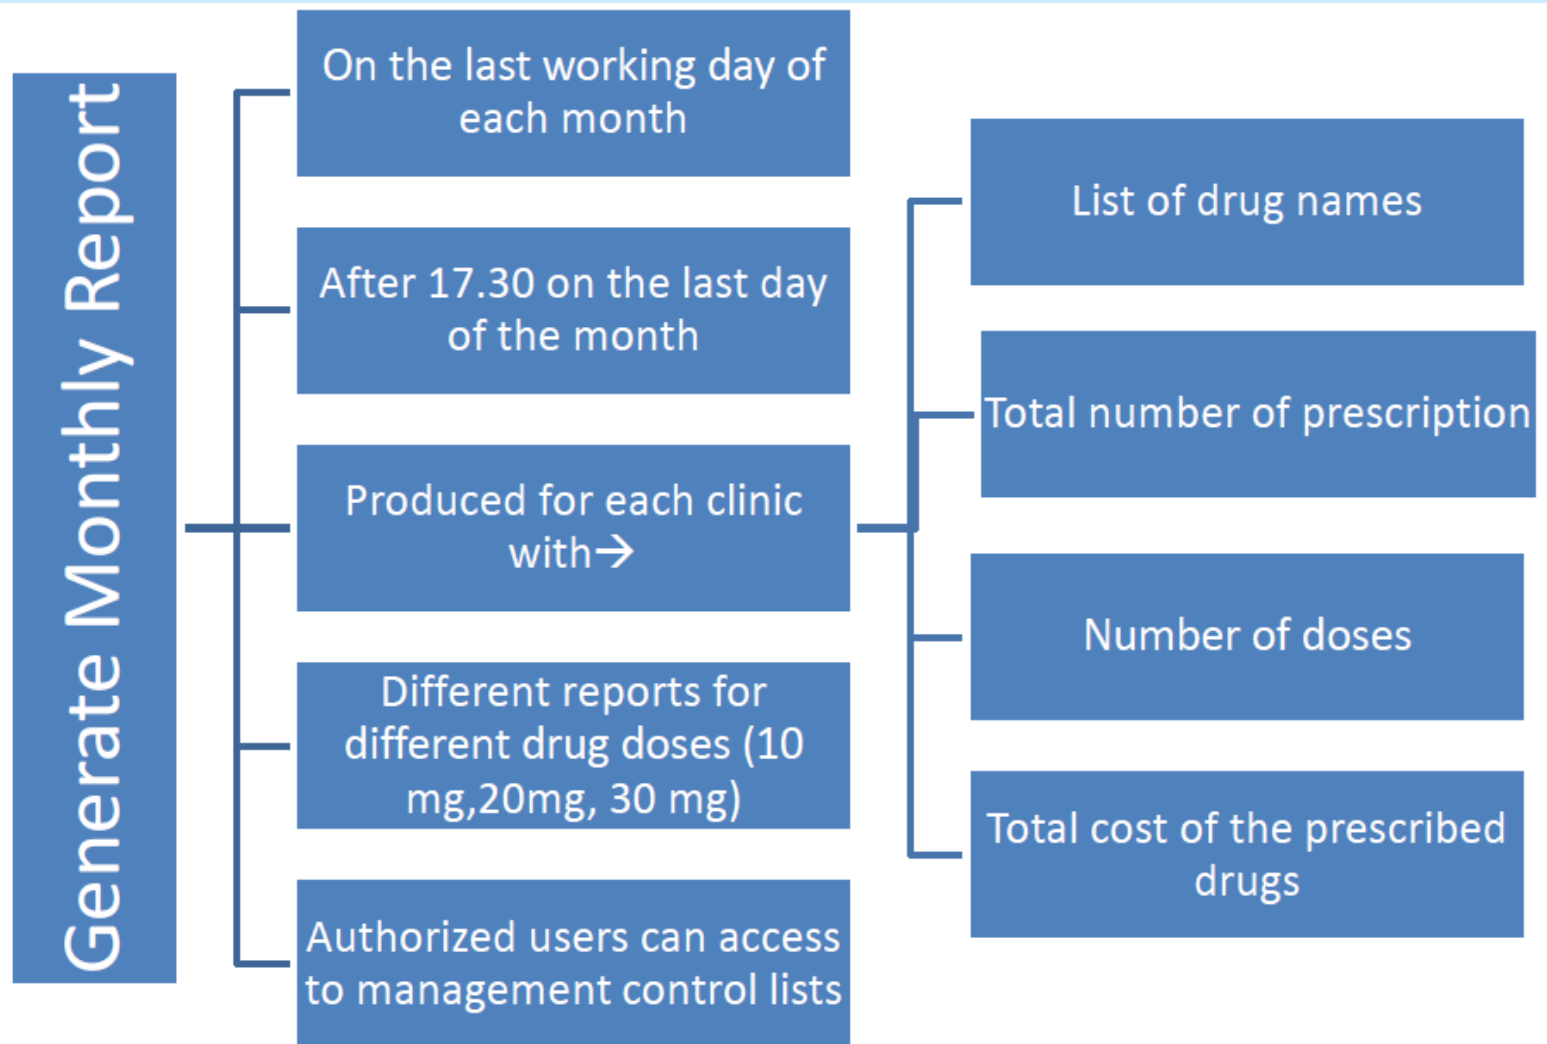 Generate Monthly Report
On the last working day of
each month
After 17.30 on the last day
of the month
Produced for each clinic
with→
Different reports for
different drug doses (10
mg,20mg, 30 mg)
Authorized users can access
to management control lists
List of drug names
Total number of prescription
Number of doses
Total cost of the prescribed
drugs